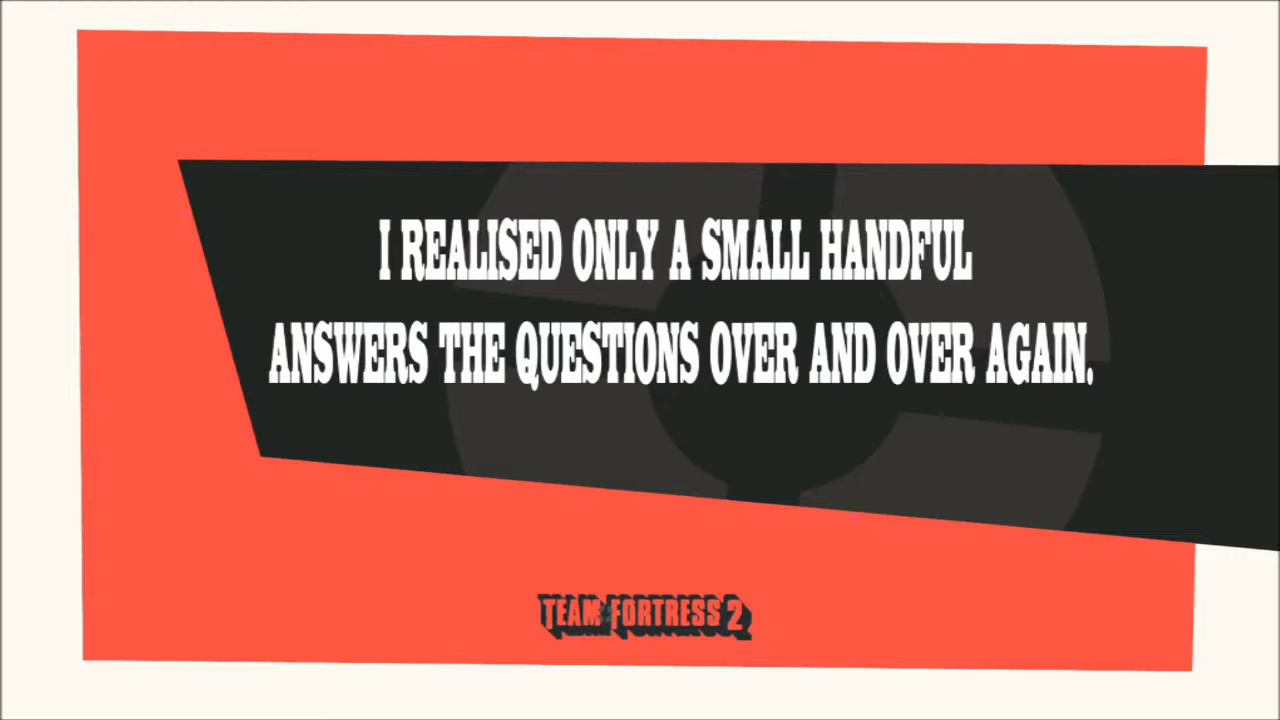 I REALISED ONLY A SMALL HANDFUL
ANSWERS THE QUESTIONS OVER AND OVER AGAIN.
TEAM FORTRESS 2